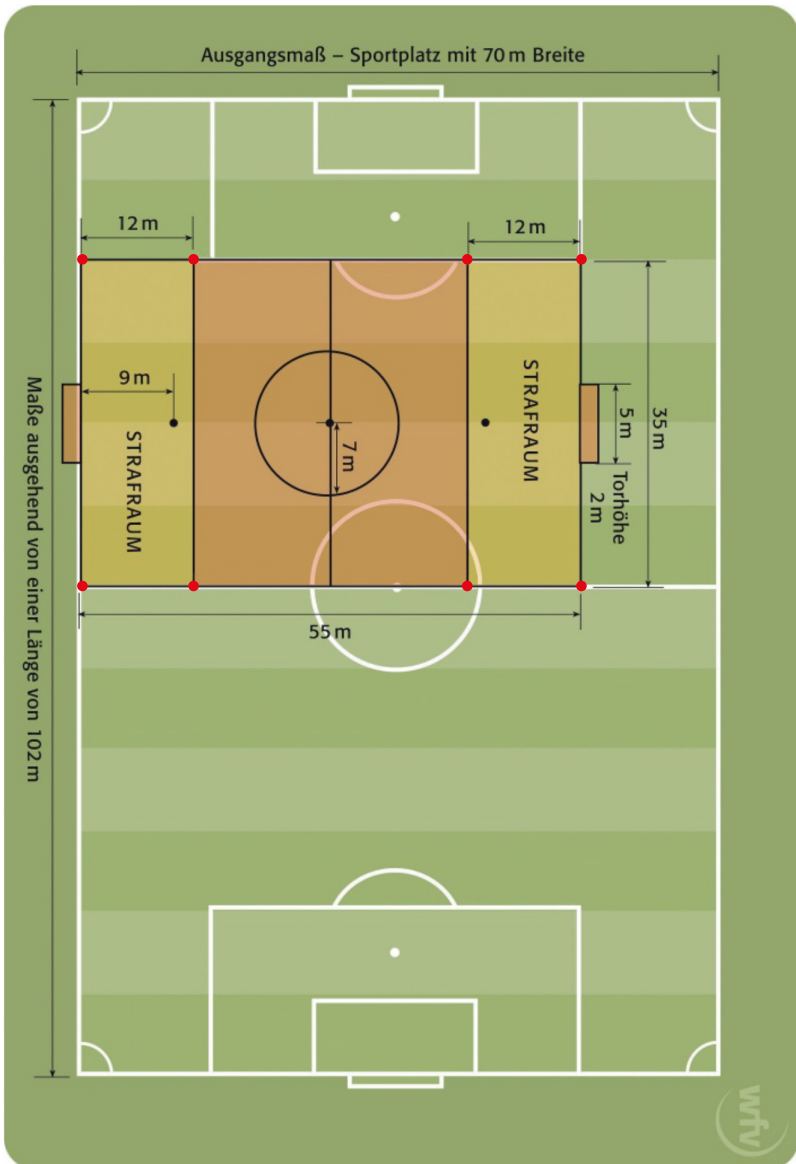 Ausgangsmaß – Sportplatz mit 70 m Breite
12 m
12 m
9 m
STRAFRAUM
7 m
STRAFRAUM
5 m
35 m
Torhöhe
2 m
55 m
Maße ausgehend von einer Länge von 102 m
wfv